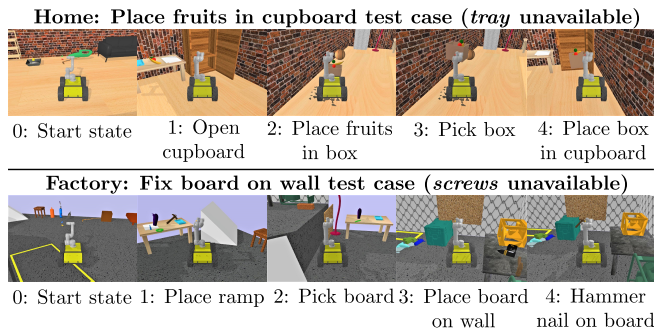 Home: Place fruits in cupboard test case (tray unavailable)
0: Start state
1: Open
cupboard
2: Place fruits
in box
3: Pick box
4: Place box
in cupboard
Factory: Fix board on wall test case (screws unavailable)
0: Start state
1: Place ramp
2: Pick board
3: Place board
on wall
4: Hammer
nail on board